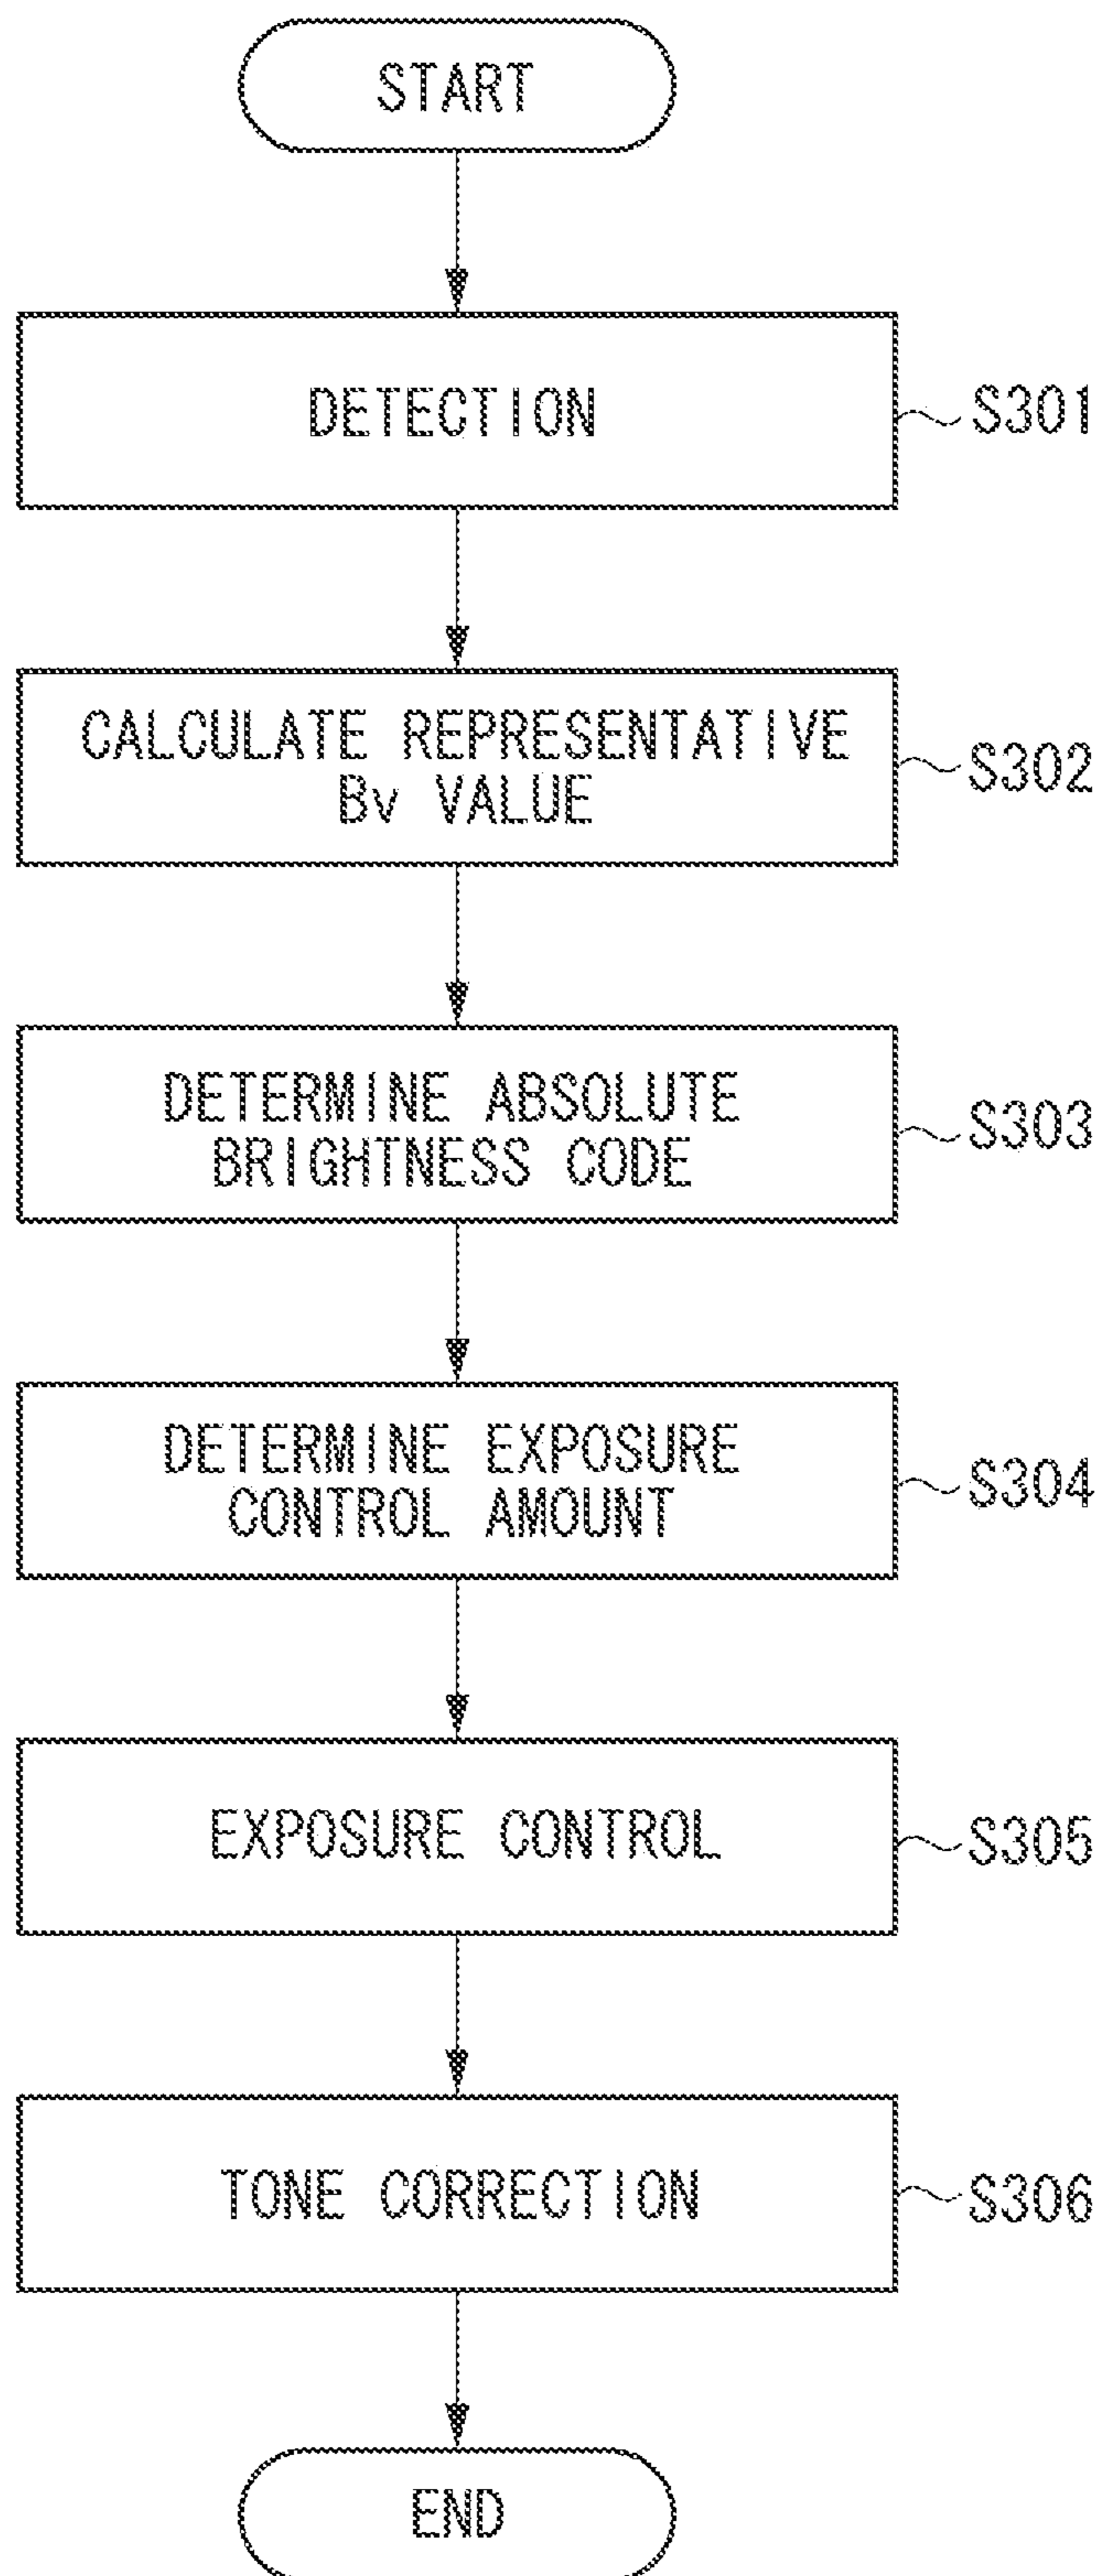 START
DETECTION
S301
CALCULATE REPRESENTATIVE
Bv VALUE
S302
DETERMINE ABSOLUTE
BRIGHTNESS CODE
S303
DETERMINE EXPOSURE
CONTROL AMOUNT
S304
EXPOSURE CONTROL
S305
TONE CORRECTION
S306
END